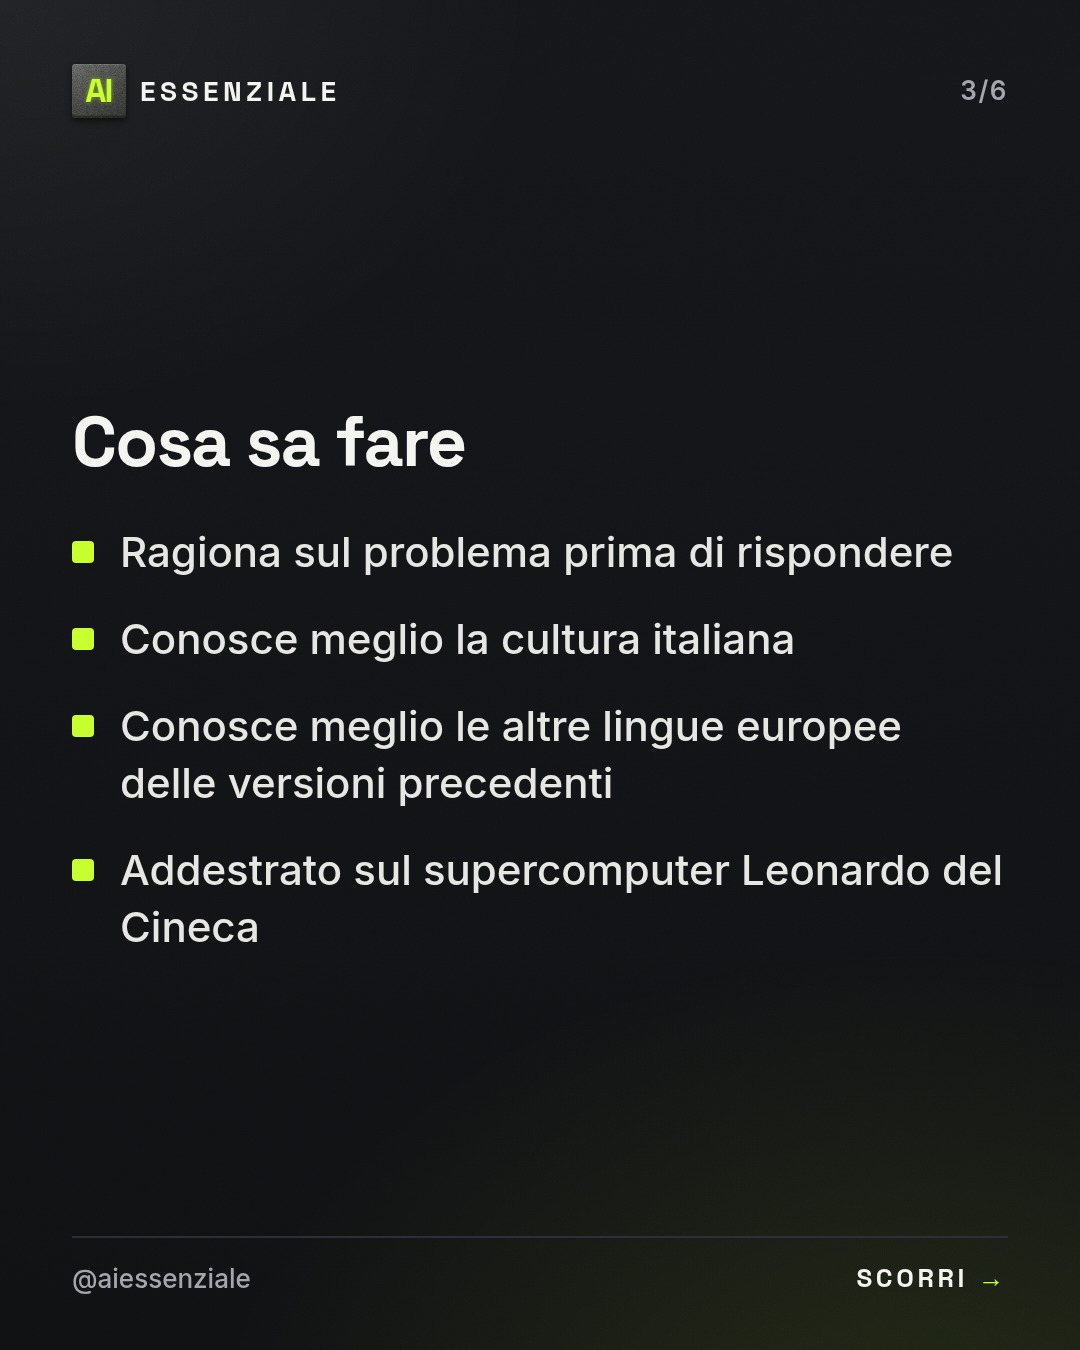 AI ESSENZIALE
3/6
Cosa sa fare
Ragiona sul problema prima di rispondere
Conosce meglio la cultura italiana
Conosce meglio le altre lingue europee
delle versioni precedenti
Addestrato sul supercomputer Leonardo del
Cineca
@aiessenziale
SCORRI →